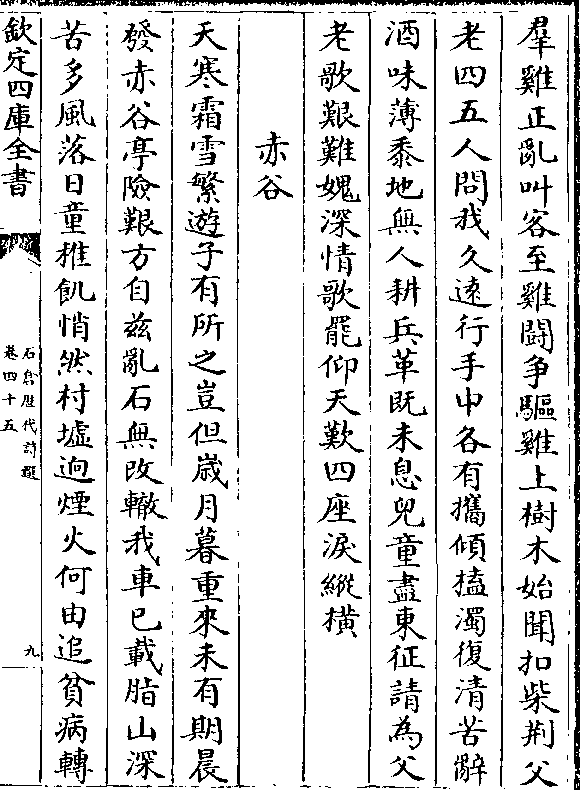 羣雞正亂叫客至雞鬪争驅雞上樹木始聞扣柴荆父
老四五人問我久遠行手中各有攜傾搕濁復清苦辭
酒味薄黍地無人耕兵革既未息兒童盡東征請為父
老歌艱難媿深情歌罷仰天歎四座淚縱横
赤谷
天寒霜雪繁遊子有所之豈但歲月暮重來未有期晨
發赤谷亭險艱方自兹亂石無改轍我車已載脂山深
苦多風落日童稚飢悄然村墟迥煙火何由追貧病轉
欽定四庫全書
石倉歷代詩選
卷四十五
九